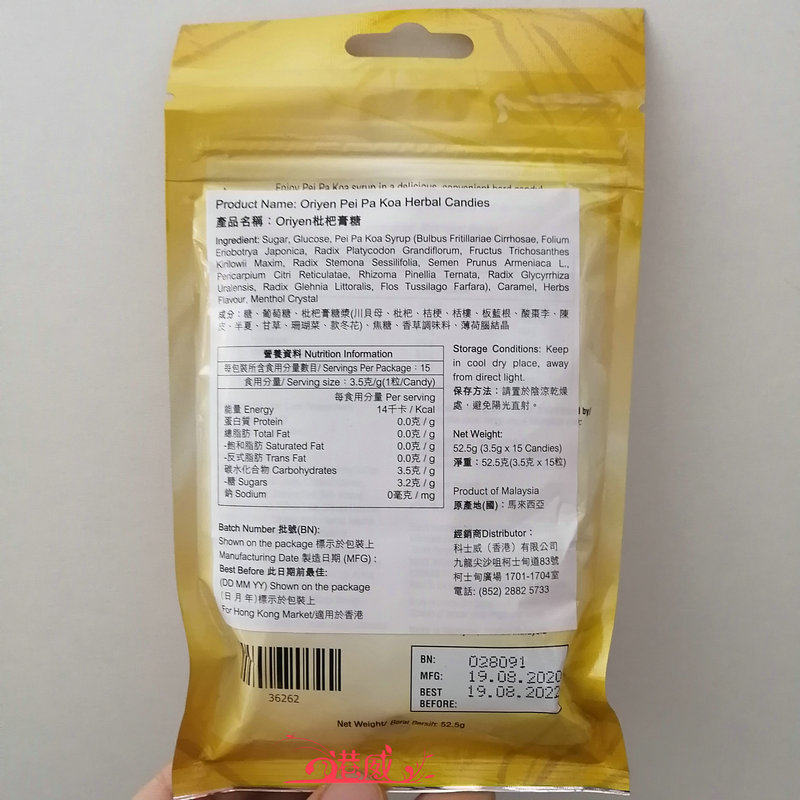 Enjoy Pei Pa Koa syrup in a delicious, convenient hard candy!
Product Name: Oriyen Pei Pa Koa Herbal Candies
產品名稱：Oriyen枇杷膏糖
Ingredient: Sugar, Glucose, Pei Pa Koa Syrup (Bulbus Fritillariae Cirrhosae, Folium
Eriobotrya Japonica, Radix Platycodon Grandiflorum, Fructus Trichosanthes
Kirilowii Maxim, Radix Stemona Sessilifolia, Semen Prunus Armeniaca L.,
Pericarpium Citri Reticulatae, Rhizoma Pinellia Ternata, Radix Glycyrrhiza
Uralensis, Radix Glehnia Littoralis, Flos Tussilago Farfara), Caramel, Herbs
Flavour, Menthol Crystal
成分：糖、葡萄糖、枇杷膏糖漿(川貝母、枇杷、桔梗、栝樓、板藍根、酸棗李、陳
皮、半夏、甘草、珊瑚菜、款冬花)、焦糖、香草調味料、薄荷腦結晶
營養資料 Nutrition Information
每包裝所含食用分量數目/ Servings Per Package：15
食用分量/ Serving size：3.5克/g(1粒/Candy)
每食用分量 Per serving
能量 Energy 14千卡 / Kcal
蛋白質 Protein 0.0克 / g
總脂肪 Total Fat 0.0克 / g
-飽和脂肪 Saturated Fat 0.0克 / g
-反式脂肪 Trans Fat 0.0克 / g
碳水化合物 Carbohydrates 3.5克 / g
-糖 Sugars 3.2克 / g
鈉 Sodium 0毫克 / mg
Storage Conditions: Keep
in cool dry place, away
from direct light.
保存方法：請置於陰涼乾燥
處，避免陽光直射。
by/
Net Weight:
52.5g (3.5g x 15 Candies)
淨重：52.5克(3.5克 x 15粒)
Product of Malaysia
原產地(國)：馬來西亞
Batch Number 批號(BN):
Shown on the package 標示於包裝上
Manufacturing Date 製造日期 (MFG) :
Best Before 此日期前最佳:
(DD MM YY) Shown on the package
(日 月 年)標示於包裝上
For Hong Kong Market/適用於香港
經銷商Distributor：
科士威（香港）有限公司
九龍尖沙咀柯士甸道83號
柯士甸廣場 1701-1704室
電話: (852) 2882 5733
36262
BN: 028091
MFG: 19.08.2020
BEST BEFORE: 19.08.2022
Net Weight/ Berat Bersih: 52.5g
港威